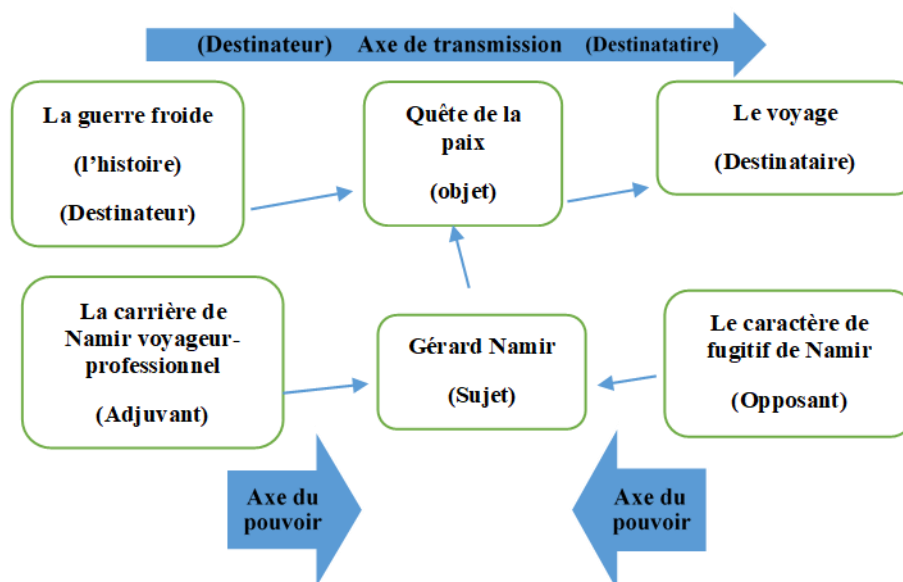 (Destinateur) Axe de transmission (Destinatatire)
La guerre froide
(l’histoire)
(Destinateur)
Quête de la
paix
(objet)
Le voyage
(Destinataire)
La carrière de
Namir voyageur-
professionnel
(Adjuvant)
Gérard Namir
(Sujet)
Le caractère de
fugitif de Namir
(Opposant)
Axe du
pouvoir
Axe du
pouvoir